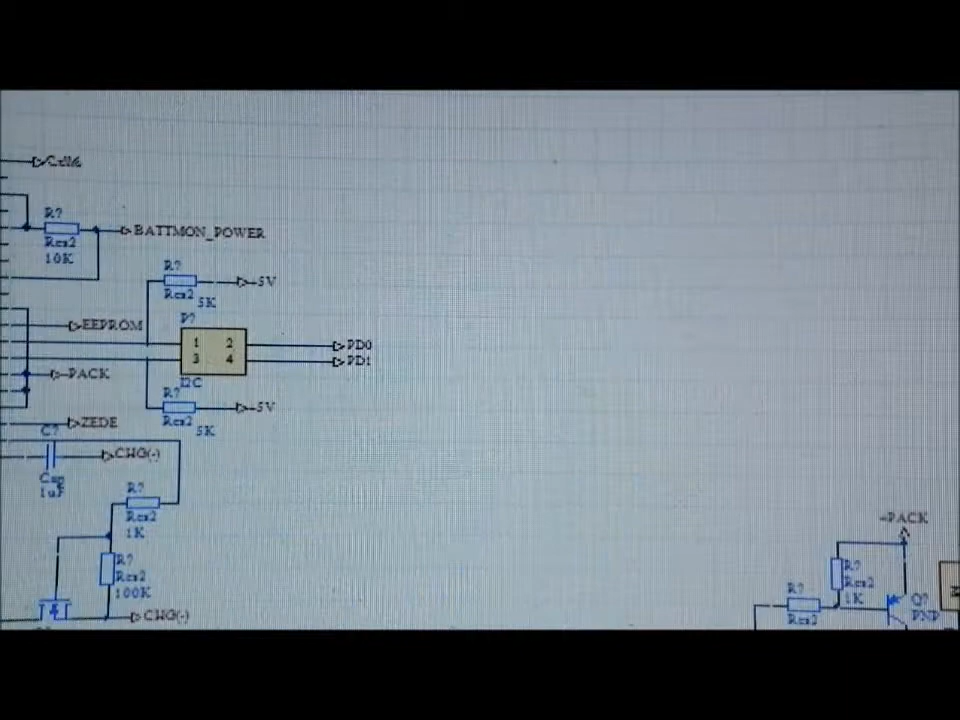 Cell4
R?
Res2
10K
BATTMON_POWER
R?
Res2
5K
+5V
P?
EEPROM
1 2
3 4
PD0
PD1
I2C
+PACK
R?
Res2
5K
+5V
ZEDE
C?
CHG(-)
Cap
1uF
R?
Res2
1K
R?
Res2
100K
CHG(-)
+PACK
R?
Res2
1K
R?
Res2
Q?
PNP